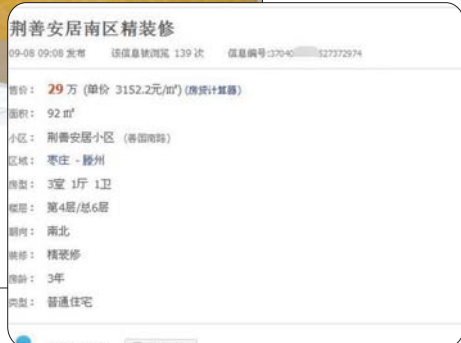 荆善安居南区精装修
09-08 09:08 发布 该信息被浏览 139 次 信息编号:37040 527372974
售价： 29 万 (单价 3152.2元/㎡) (房贷计算器)
面积： 92 ㎡
小区： 荆善安居小区 (善国南路)
区域： 枣庄 - 滕州
房型： 3室 1厅 1卫
楼层： 第4层/总6层
朝向： 南北
装修： 精装修
房龄： 3年
类型： 普通住宅